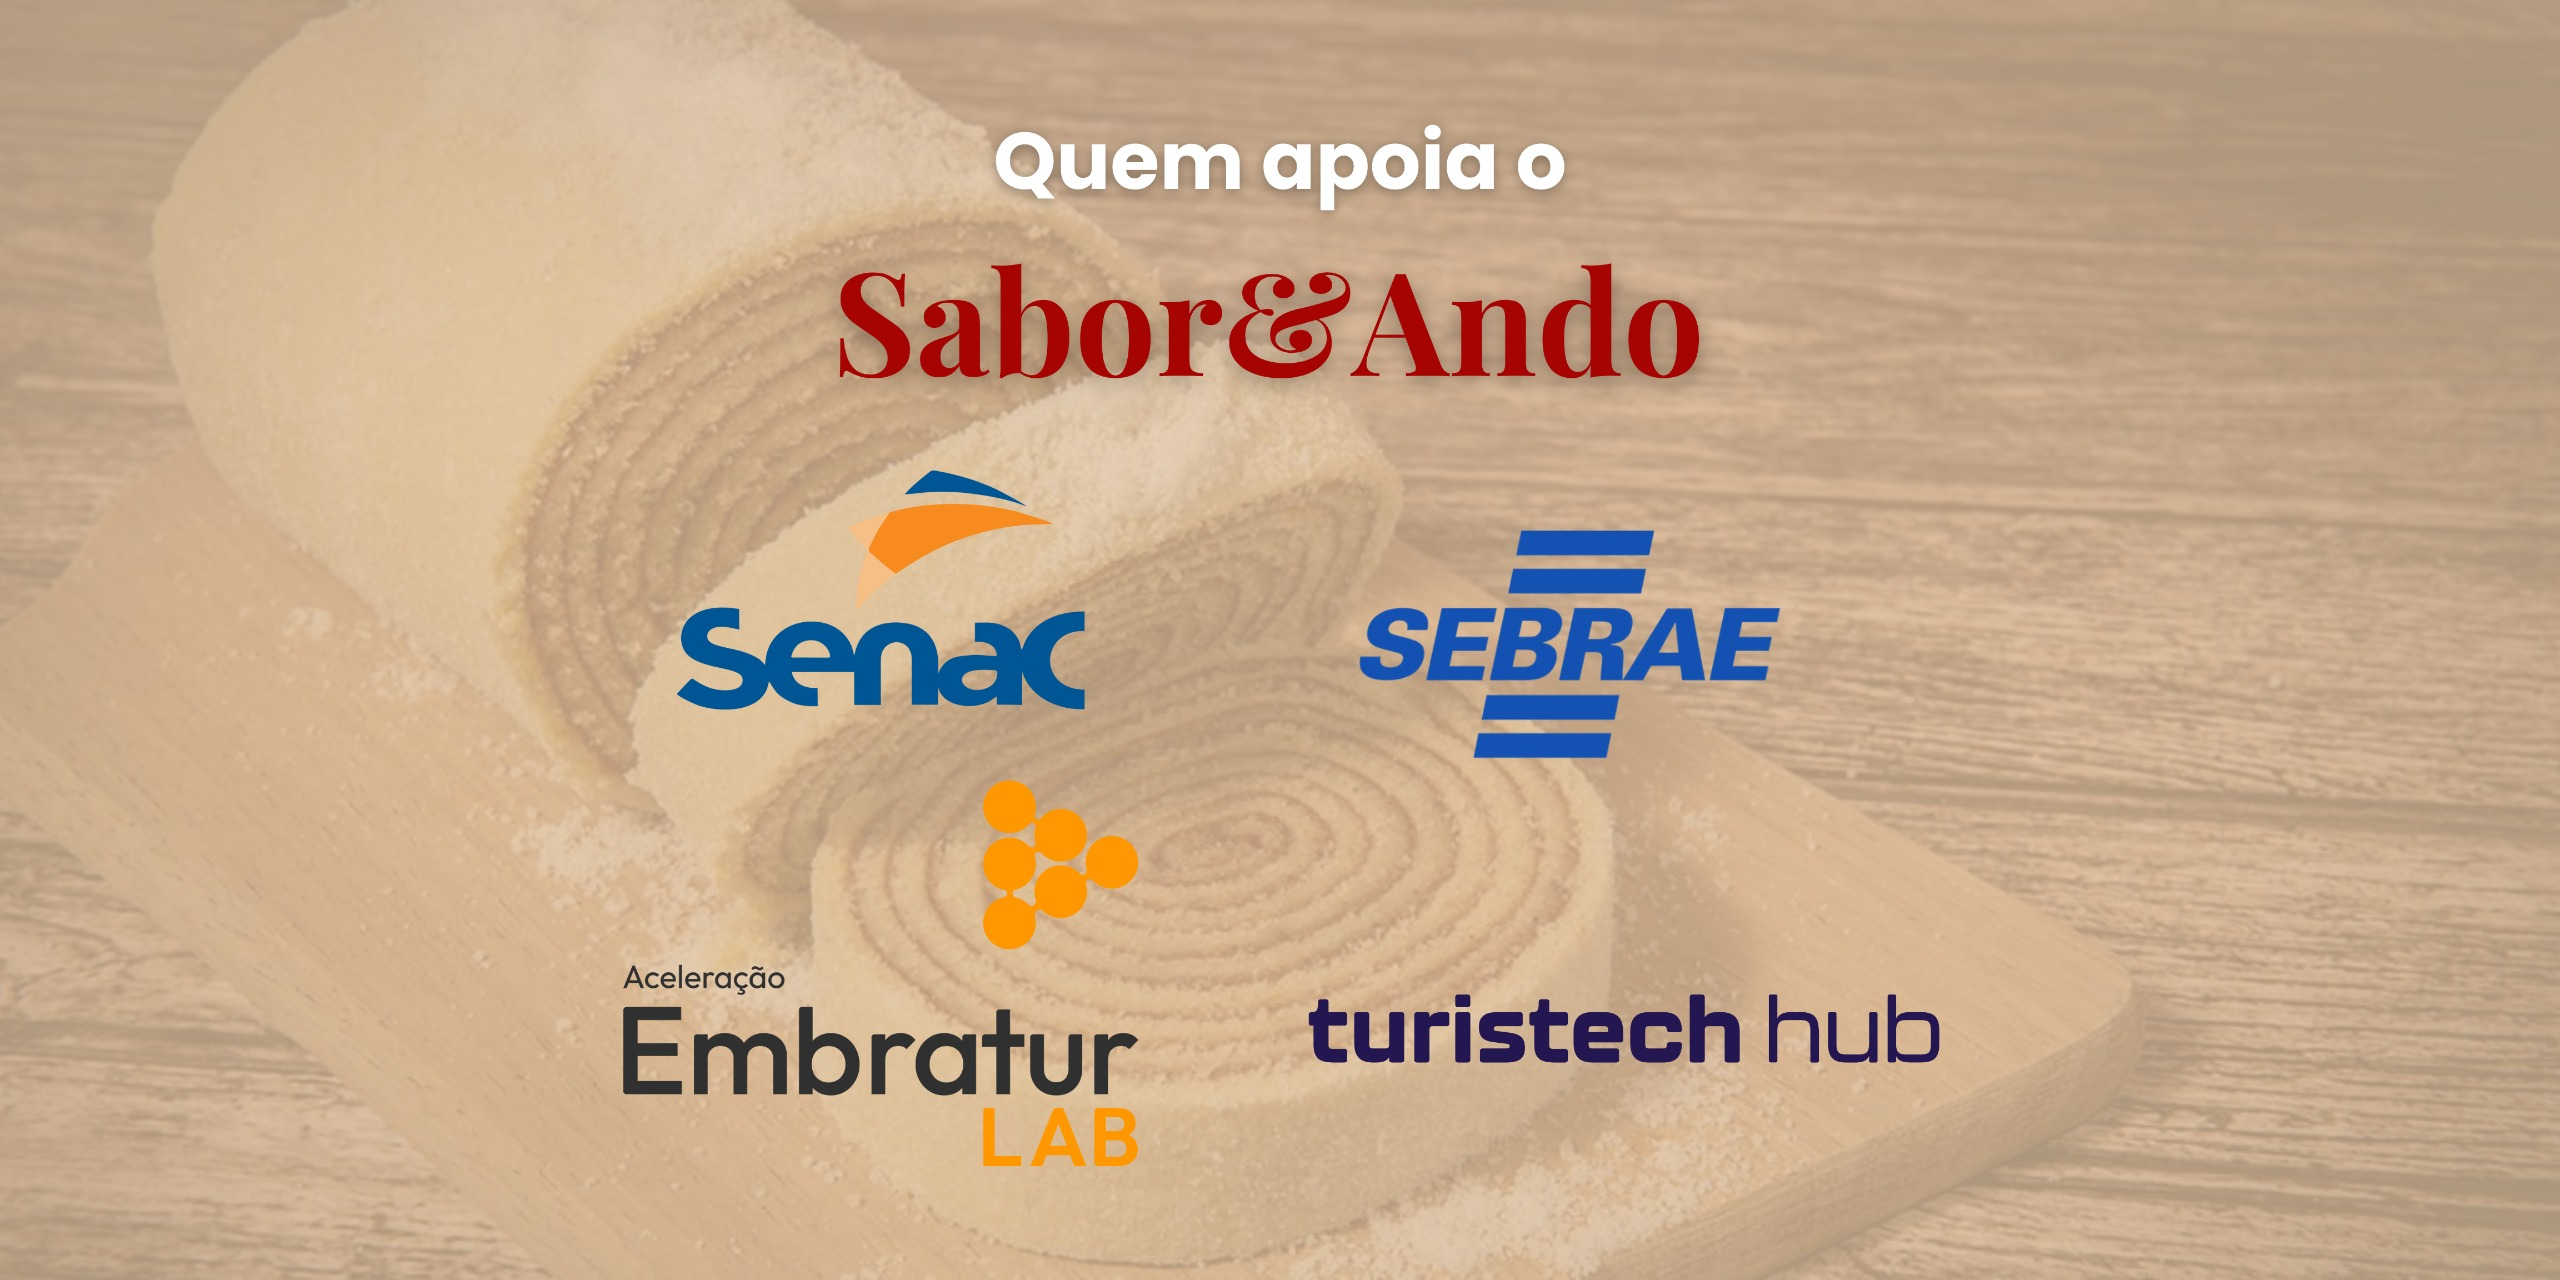 Quem apoia o
Sabor&Ando
Senac
SEBRAE
Aceleração
Embratur
LAB
turistech hub